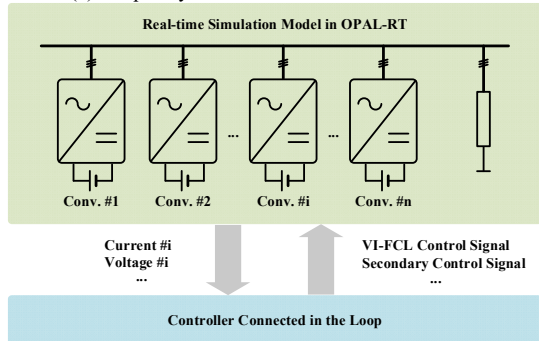 Real-time Simulation Model in OPAL-RT
... ...
Conv. #1 Conv. #2 Conv. #i Conv. #n
Current #i
Voltage #i
...
VI-FCL Control Signal
Secondary Control Signal
...
Controller Connected in the Loop